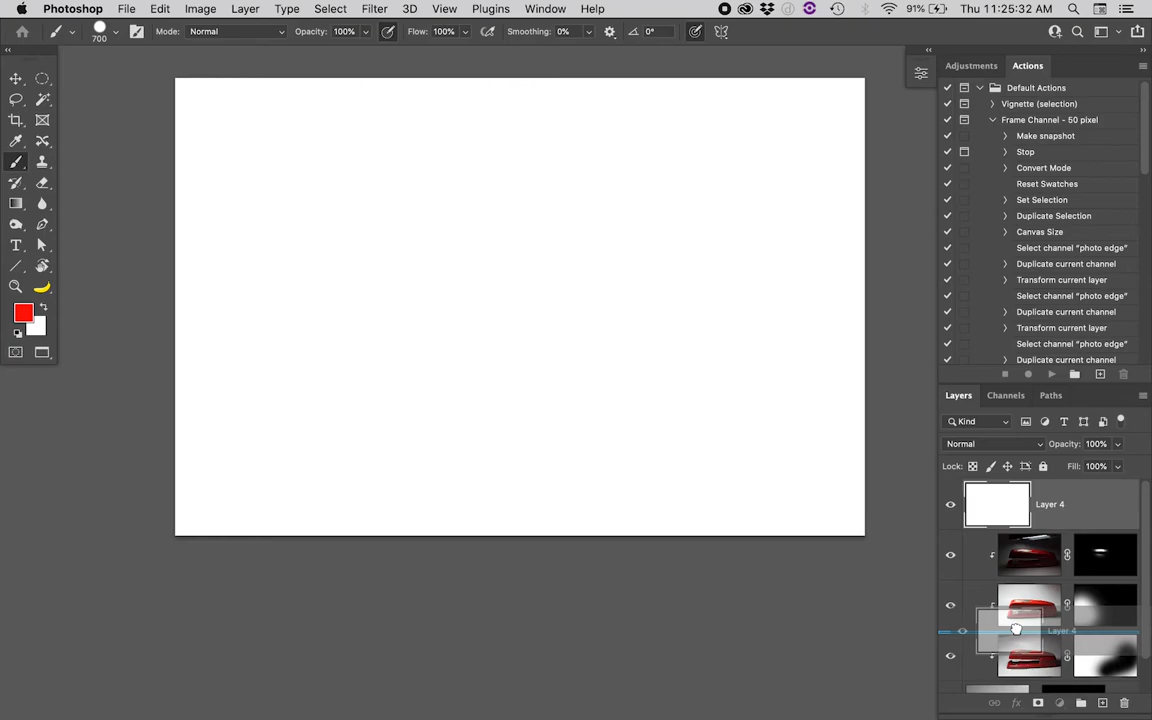 Photoshop File Edit Image Layer Type Select Filter 3D View Plugins Window Help 91% Thu 11:25:32 AM
700 Mode: Normal Opacity: 100% Flow: 100% Smoothing: 0% 0°
Adjustments Actions
Default Actions
Vignette (selection)
Frame Channel - 50 pixel
Make snapshot
Stop
Convert Mode
Reset Swatches
Set Selection
Duplicate Selection
Canvas Size
Select channel "photo edge"
Duplicate current channel
Transform current layer
Select channel "photo edge"
Duplicate current channel
Transform current layer
Select channel "photo edge"
Duplicate current channel
Layers Channels Paths
Kind
Normal Opacity: 100%
Lock: Fill: 100%
Layer 4
Layer 4